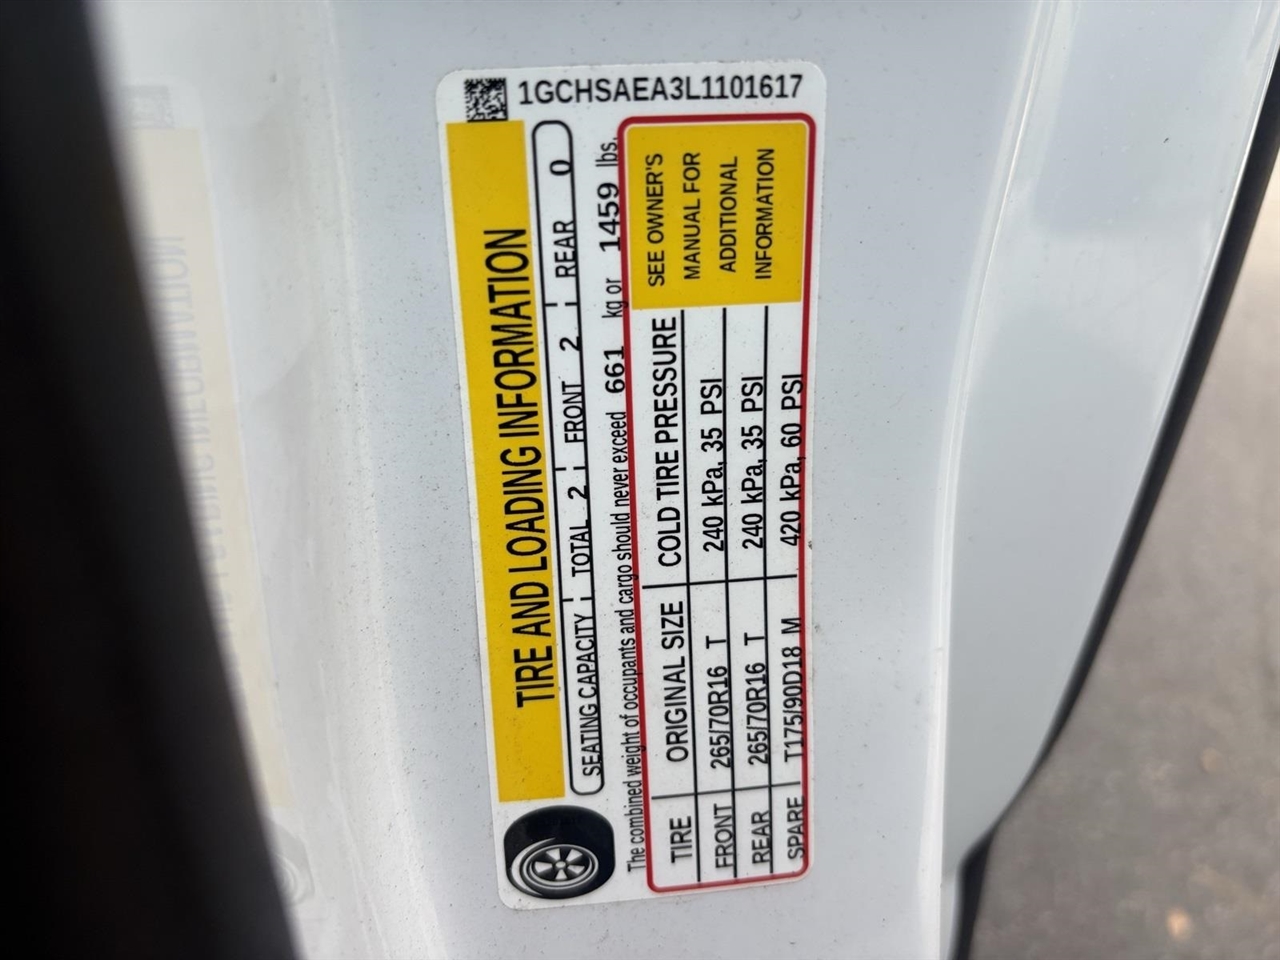 1GCHSAEA3L1101617
TIRE AND LOADING INFORMATION
SEATING CAPACITY TOTAL 2 FRONT 2 REAR 0
The combined weight of occupants and cargo should never exceed 661 kg or 1459 lbs.
TIRE ORIGINAL SIZE COLD TIRE PRESSURE
FRONT 265/70R16 T 240 kPa, 35 PSI
REAR 265/70R16 T 240 kPa, 35 PSI
SPARE T175/90D18 M 420 kPa, 60 PSI
SEE OWNER'S
MANUAL FOR
ADDITIONAL
INFORMATION